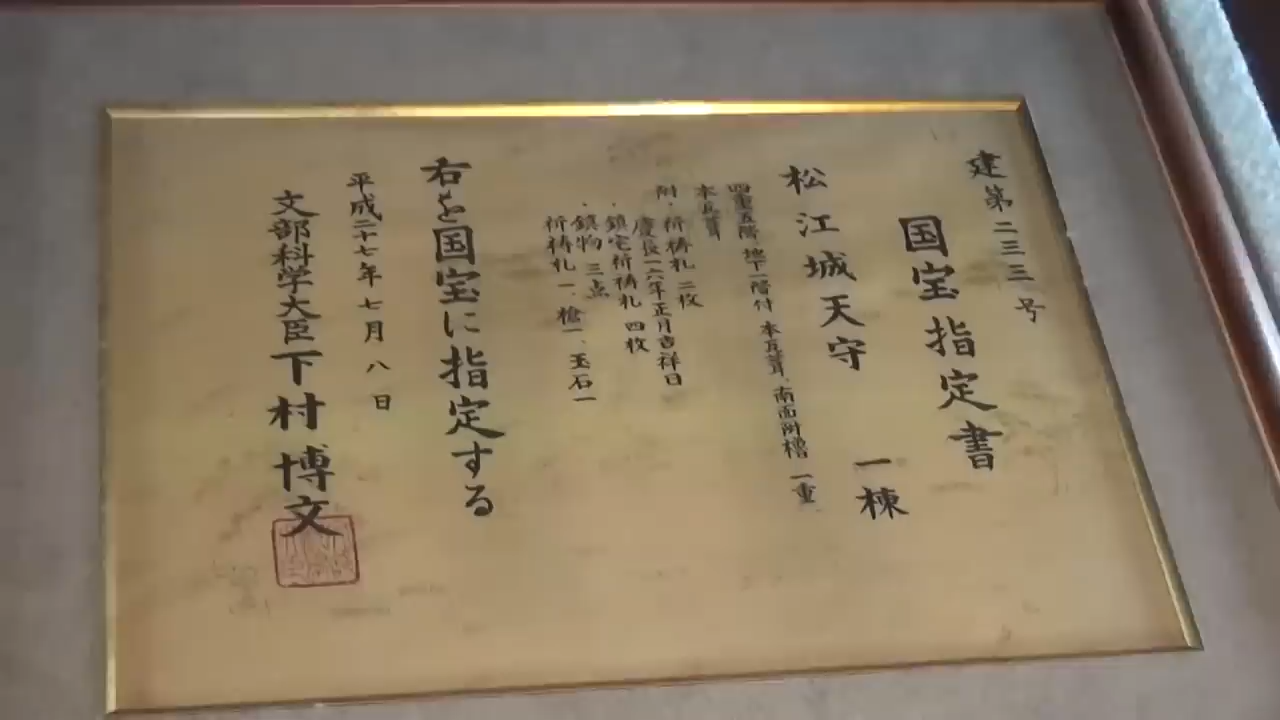 建第二三三号
国宝指定書
松江城天守 一棟
四重五階、地下一階付、本瓦葺、南面附櫓 一重、
本瓦葺
附・祈祷札 二枚
慶長一六年正月吉祥日
・鎮宅祈祷札 四枚
・鎮物 三点
祈祷札一、槍一、玉石一
右を国宝に指定する
平成二十七年七月八日
文部科学大臣下村博文